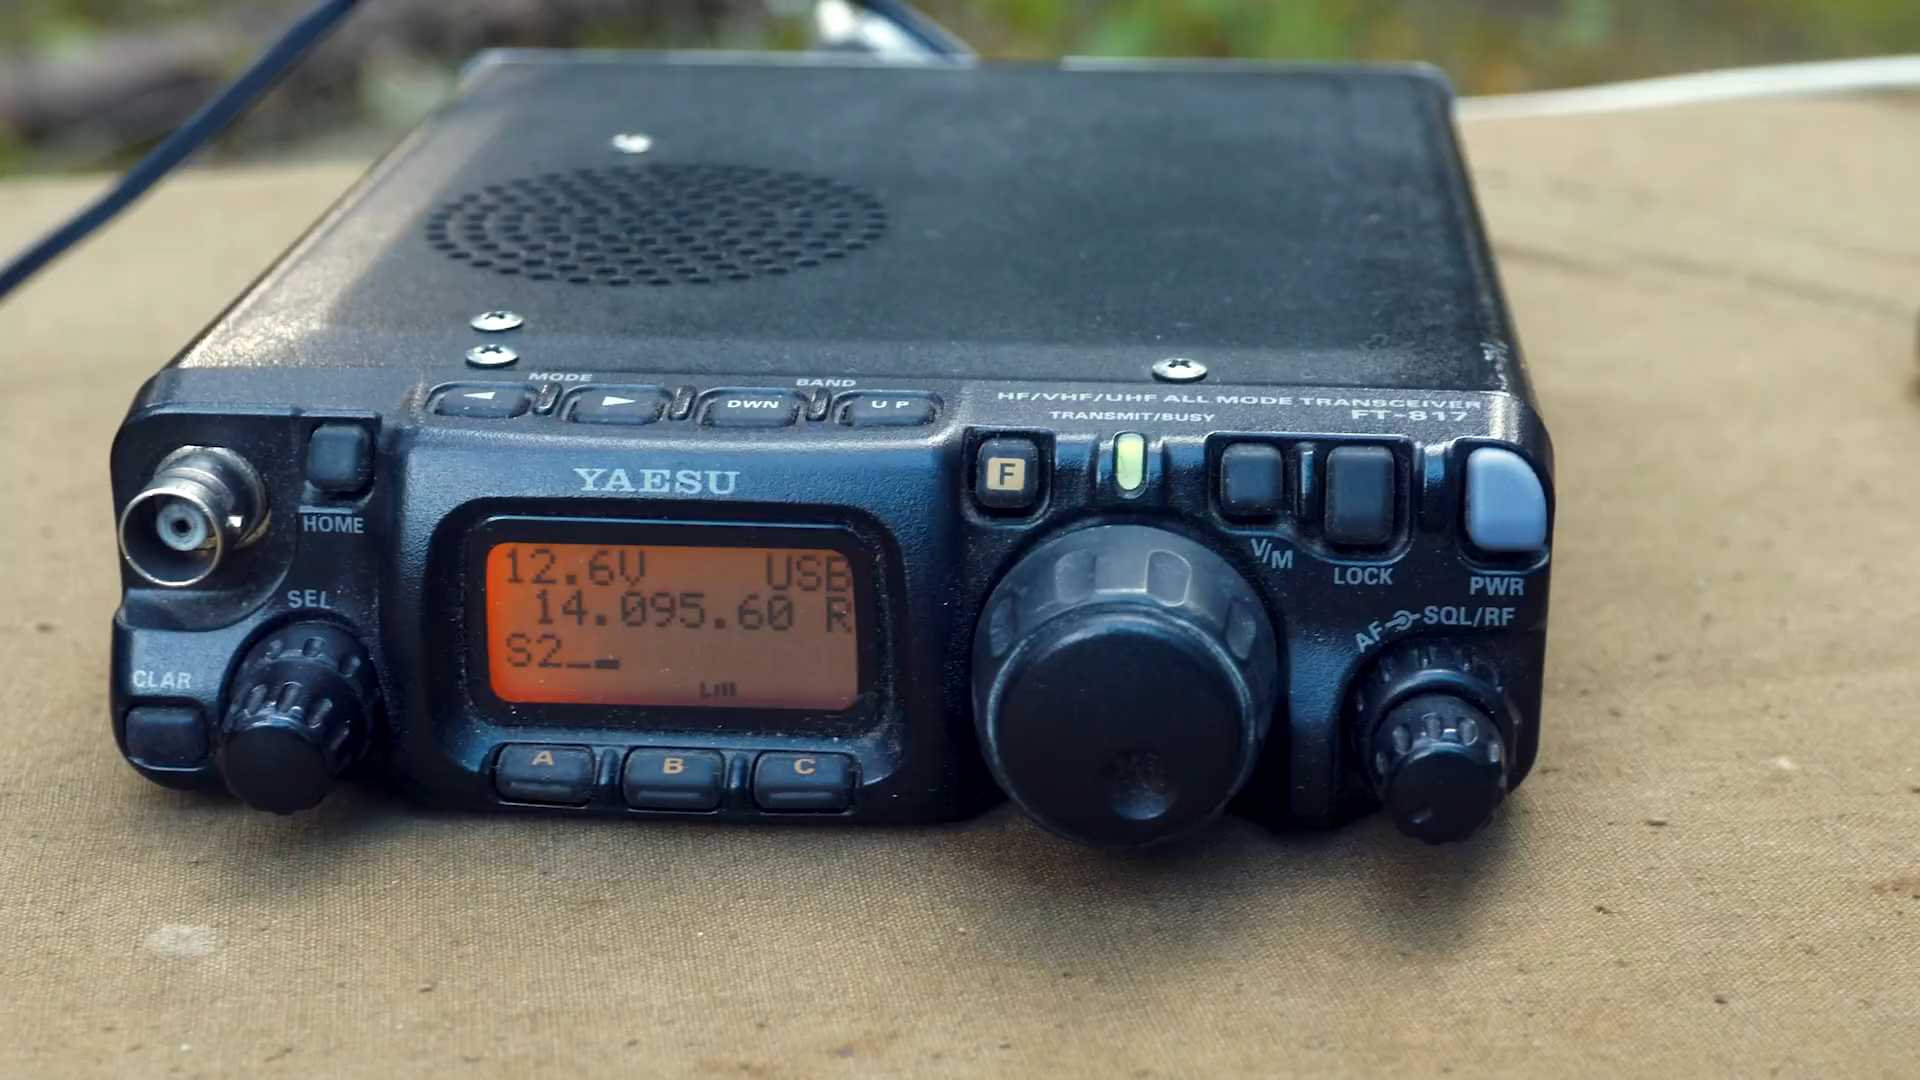 MODE BAND
DWN UP
HF/VHF/UHF ALL MODE TRANSCEIVER
TRANSMIT/BUSY FT-817
YAESU
F
HOME
V/M
LOCK
PWR
SEL
AF SQL/RF
12.6V USB
14.095.60 R
S2
CLAR
A B C